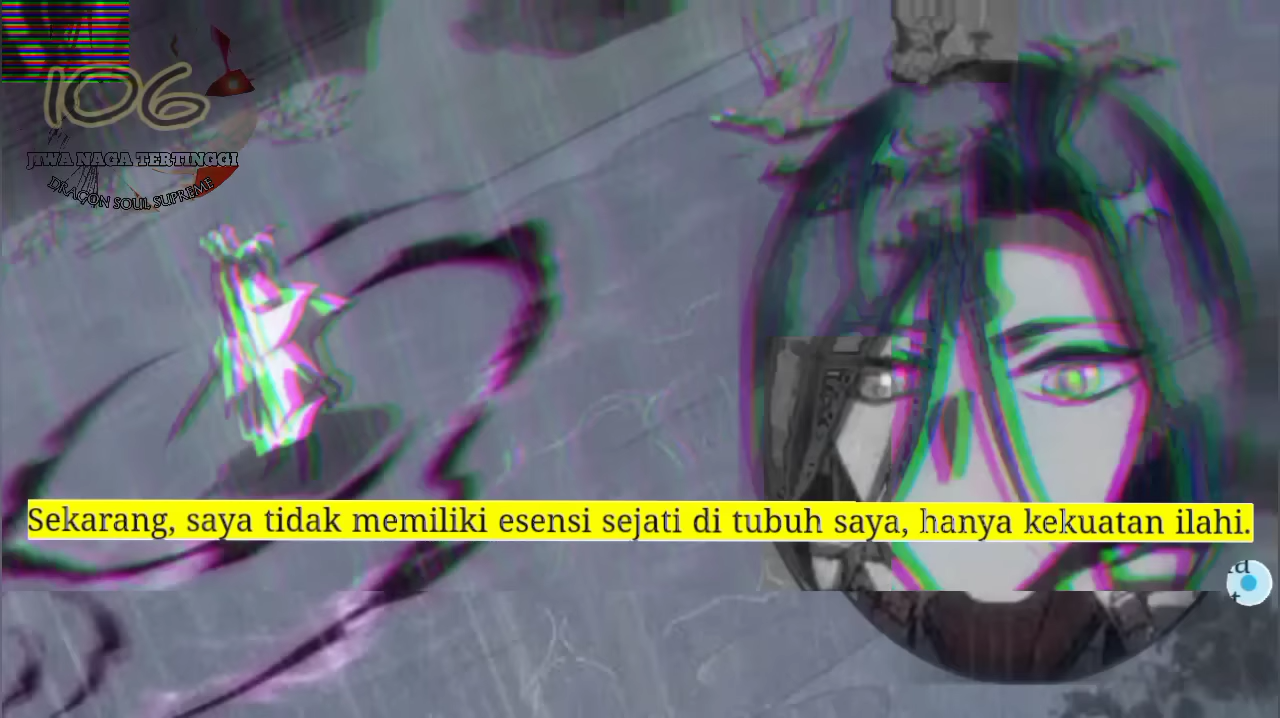 106
JIWA NAGA TERTINGGI
DRAGON SOUL SUPREME
Sekarang, saya tidak memiliki esensi sejati di tubuh saya, hanya kekuatan ilahi.